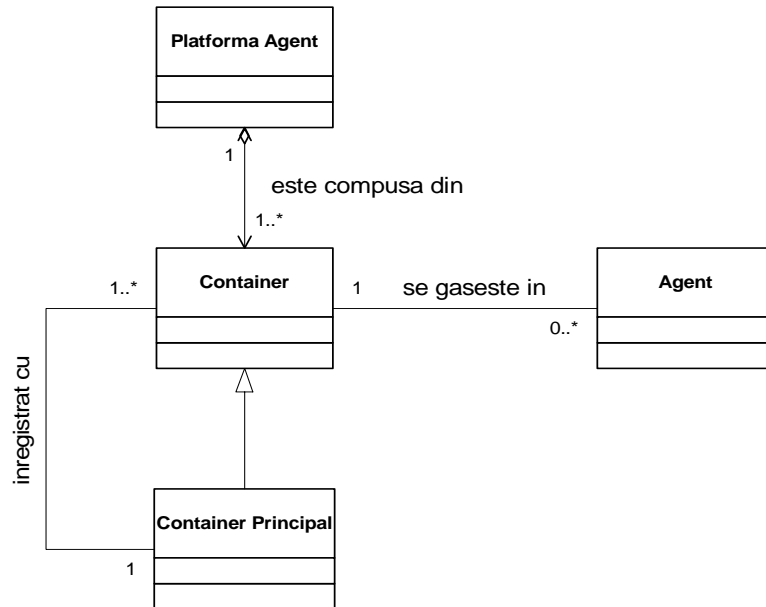 Platforma Agent
1
este compusa din
1..*
Container
1..*
1
se gaseste in
Agent
0..*
inregistrat cu
Container Principal
1